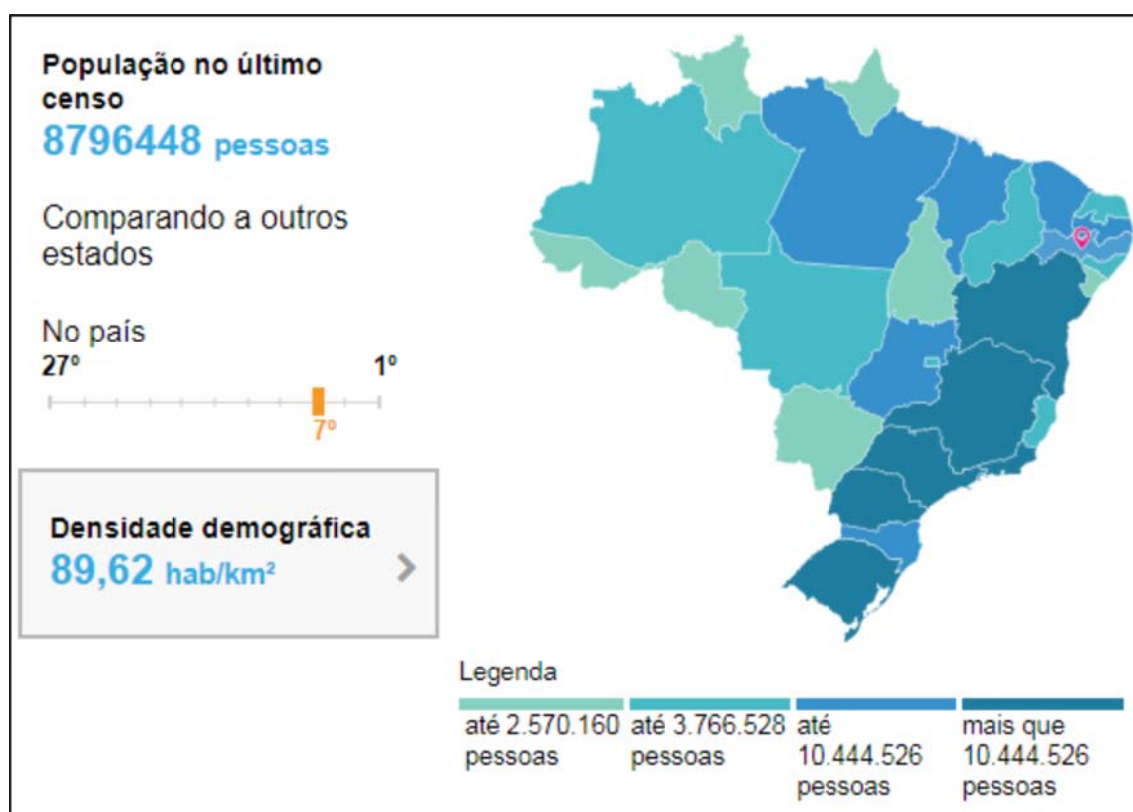 População no último
censo
8796448 pessoas
Comparando a outros
estados
No país
27º 1º
7º
Densidade demográfica
89,62 hab/km²
Legenda
até 2.570.160
pessoas
até 3.766.528
pessoas
até
10.444.526
pessoas
mais que
10.444.526
pessoas